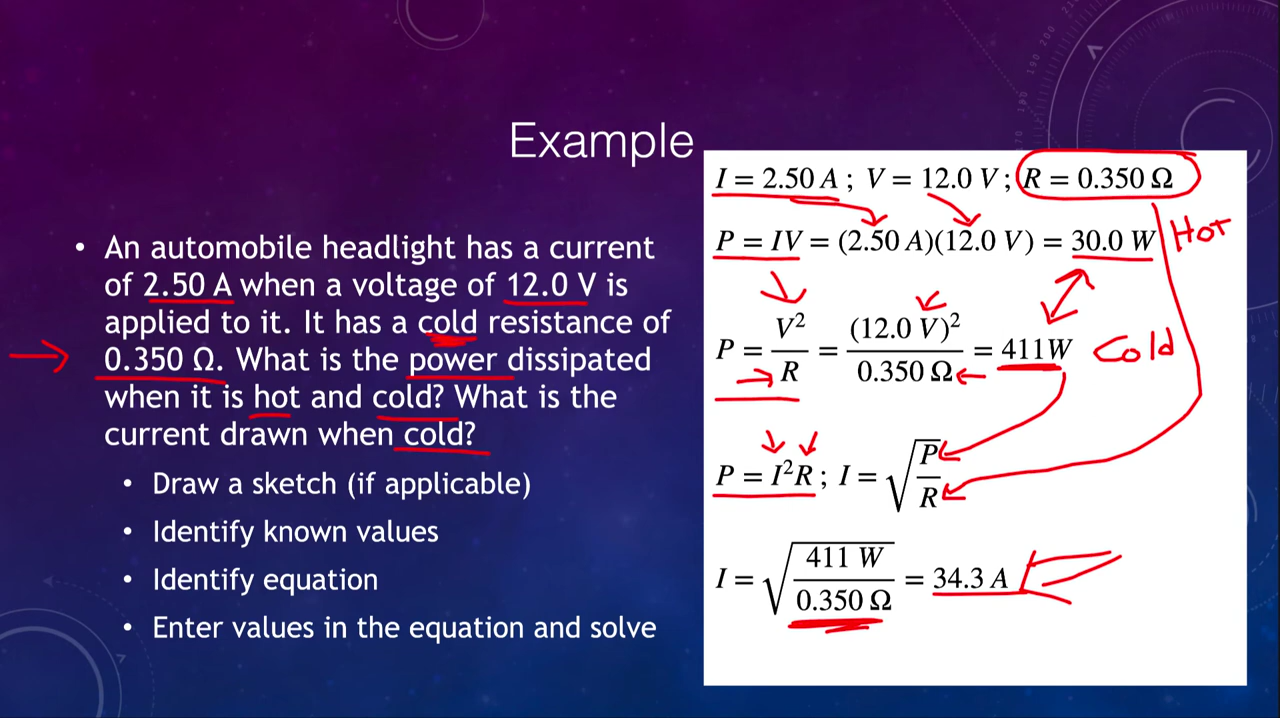 Example
• An automobile headlight has a current
of 2.50 A when a voltage of 12.0 V is
applied to it. It has a cold resistance of
0.350 Ω. What is the power dissipated
when it is hot and cold? What is the
current drawn when cold?
• Draw a sketch (if applicable)
• Identify known values
• Identify equation
• Enter values in the equation and solve
I = 2.50 A ; V = 12.0 V ; R = 0.350 Ω
P = IV = (2.50 A)(12.0 V) = 30.0 W Hot
P = V²/R = (12.0 V)²/0.350 Ω = 411W Cold
P = I²R ; I = √(P/R)
I = √(411 W/0.350 Ω) = 34.3 A